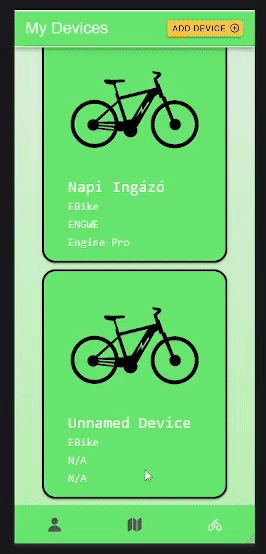 My Devices
ADD DEVICE
Napi Ingázó
EBike
ENGWE
Engine Pro
Unnamed Device
EBike
N/A
N/A